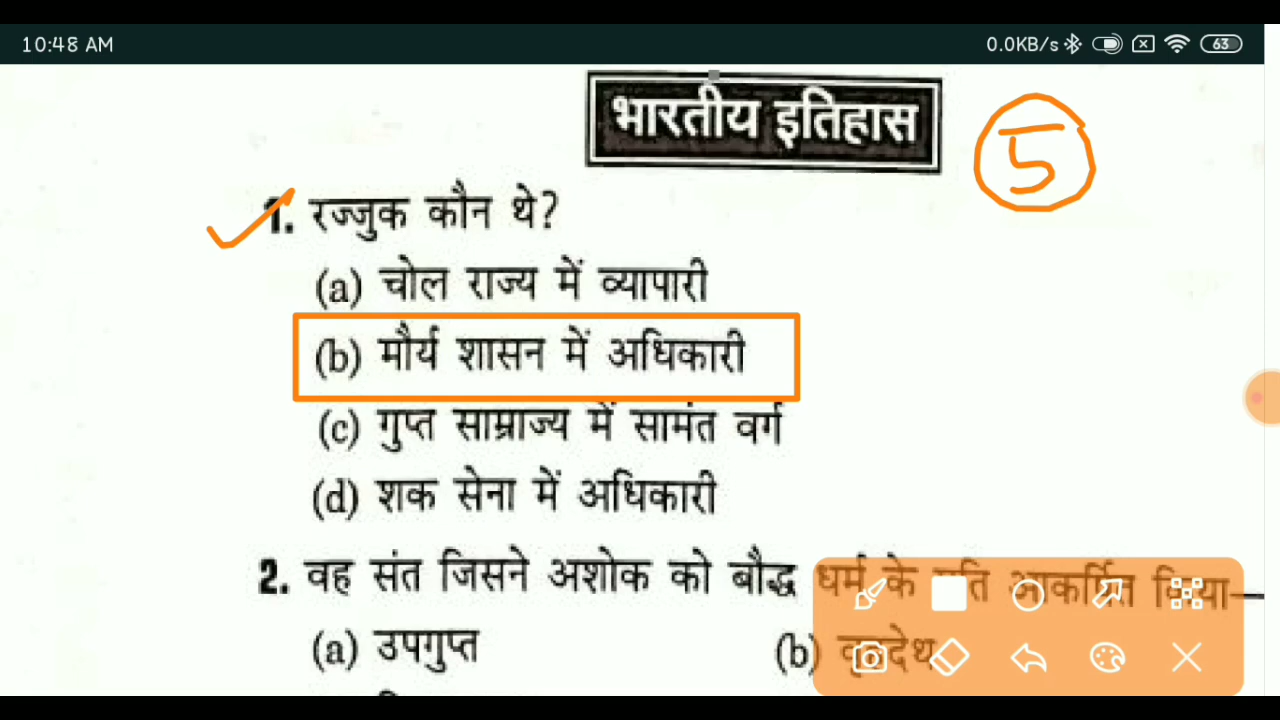 10:48 AM 0.0KB/s 63
भारतीय इतिहास
5
1. रज्जुक कौन थे?
(a) चोल राज्य में व्यापारी
(b) मौर्य शासन में अधिकारी
(c) गुप्त साम्राज्य में सामंत वर्ग
(d) शक सेना में अधिकारी
2. वह संत जिसने अशोक को बौद्ध धर्म के प्रति आकर्षित किया—
(a) उपगुप्त (b)